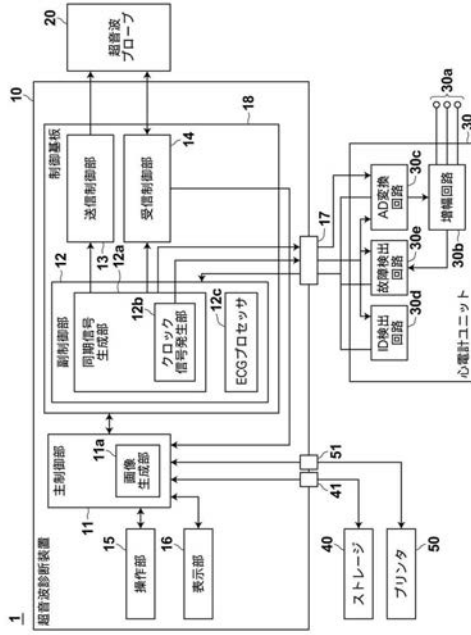 1
超音波診断装置
10
超音波
プローブ
20
制御基板
18
送信制御部
13
受信制御部
14
副制御部
12
同期信号
生成部
12a
クロック
信号発生部
12b
ECGプロセッサ
12c
主制御部
11
画像
生成部
11a
操作部
15
表示部
16
17
41
51
ストレージ
40
プリンタ
50
心電計ユニット
30
30a
AD変換
回路
30c
増幅回路
30b
故障検出
回路
30e
ID検出
回路
30d